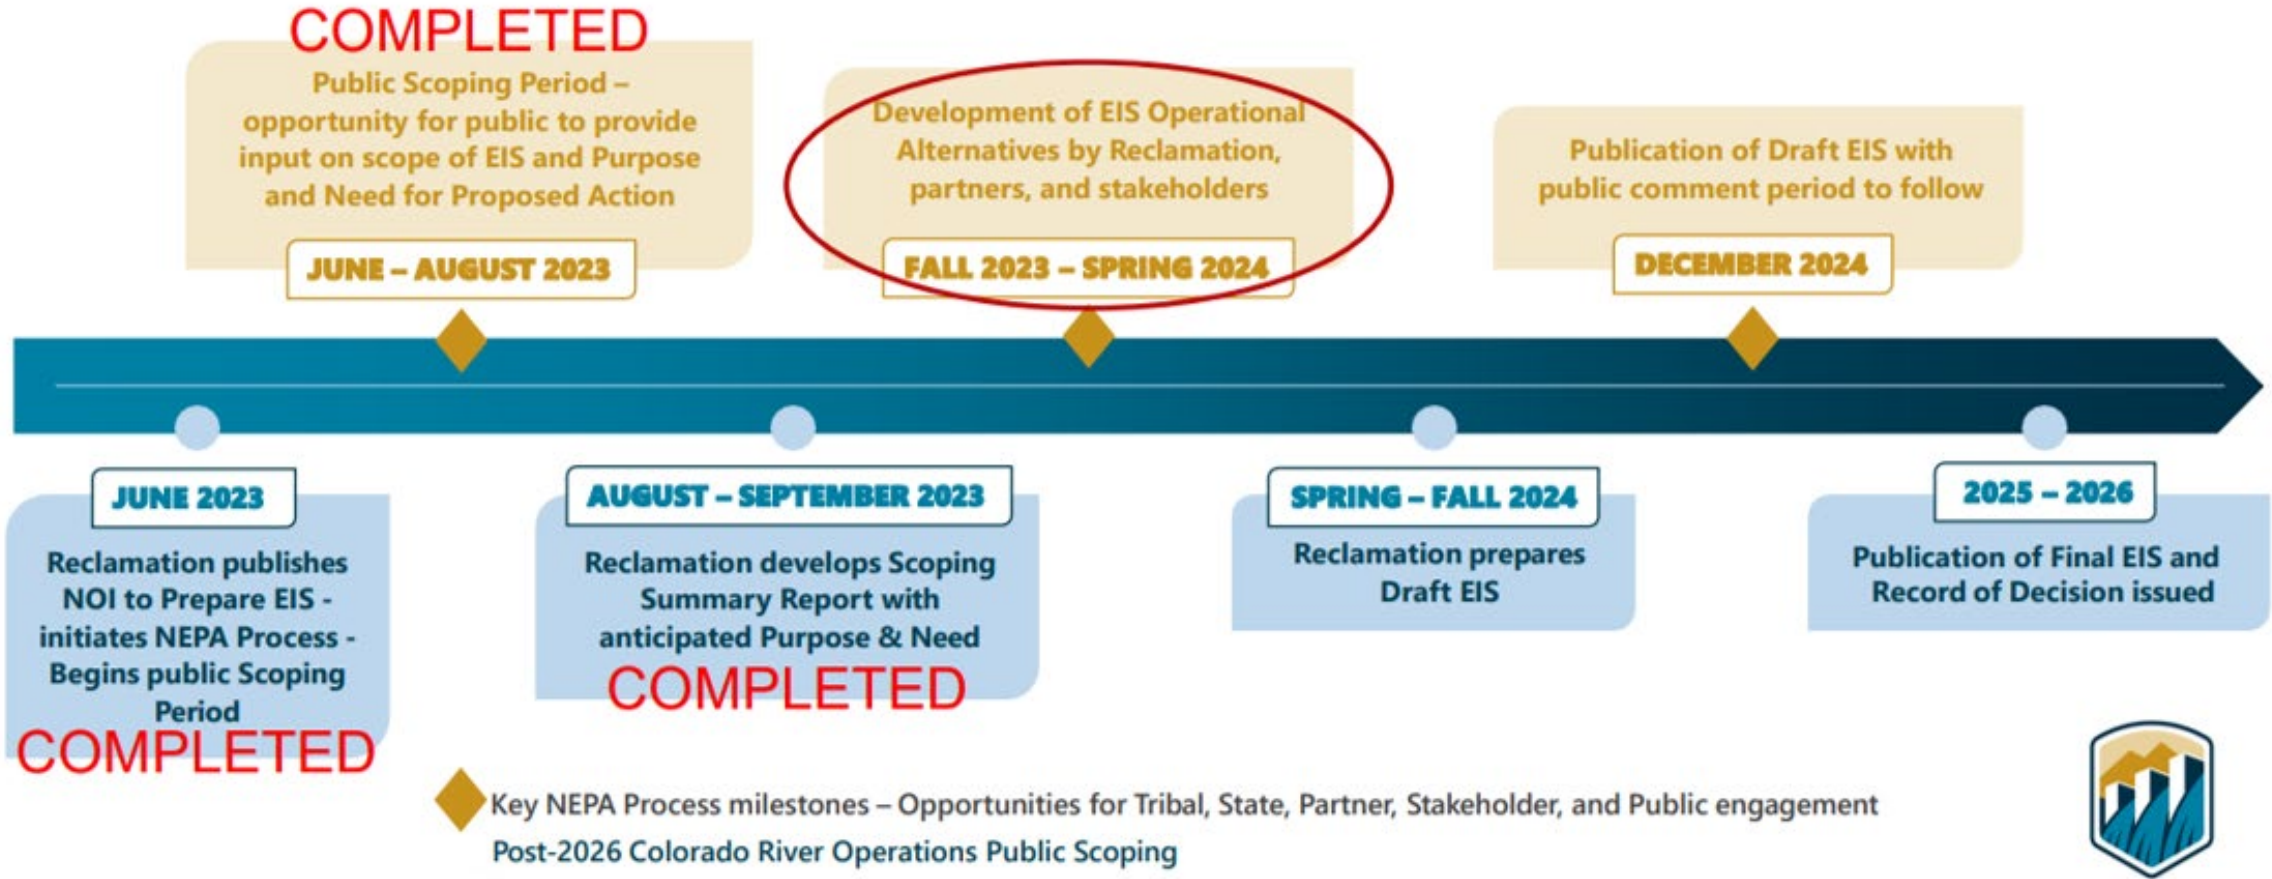 COMPLETED
Public Scoping Period –
opportunity for public to provide
input on scope of EIS and Purpose
and Need for Proposed Action
JUNE – AUGUST 2023
Development of EIS Operational
Alternatives by Reclamation,
partners, and stakeholders
FALL 2023 – SPRING 2024
Publication of Draft EIS with
public comment period to follow
DECEMBER 2024
JUNE 2023
Reclamation publishes
NOI to Prepare EIS -
initiates NEPA Process -
Begins public Scoping
Period
COMPLETED
AUGUST – SEPTEMBER 2023
Reclamation develops Scoping
Summary Report with
anticipated Purpose & Need
COMPLETED
SPRING – FALL 2024
Reclamation prepares
Draft EIS
2025 – 2026
Publication of Final EIS and
Record of Decision issued
Key NEPA Process milestones – Opportunities for Tribal, State, Partner, Stakeholder, and Public engagement
Post-2026 Colorado River Operations Public Scoping